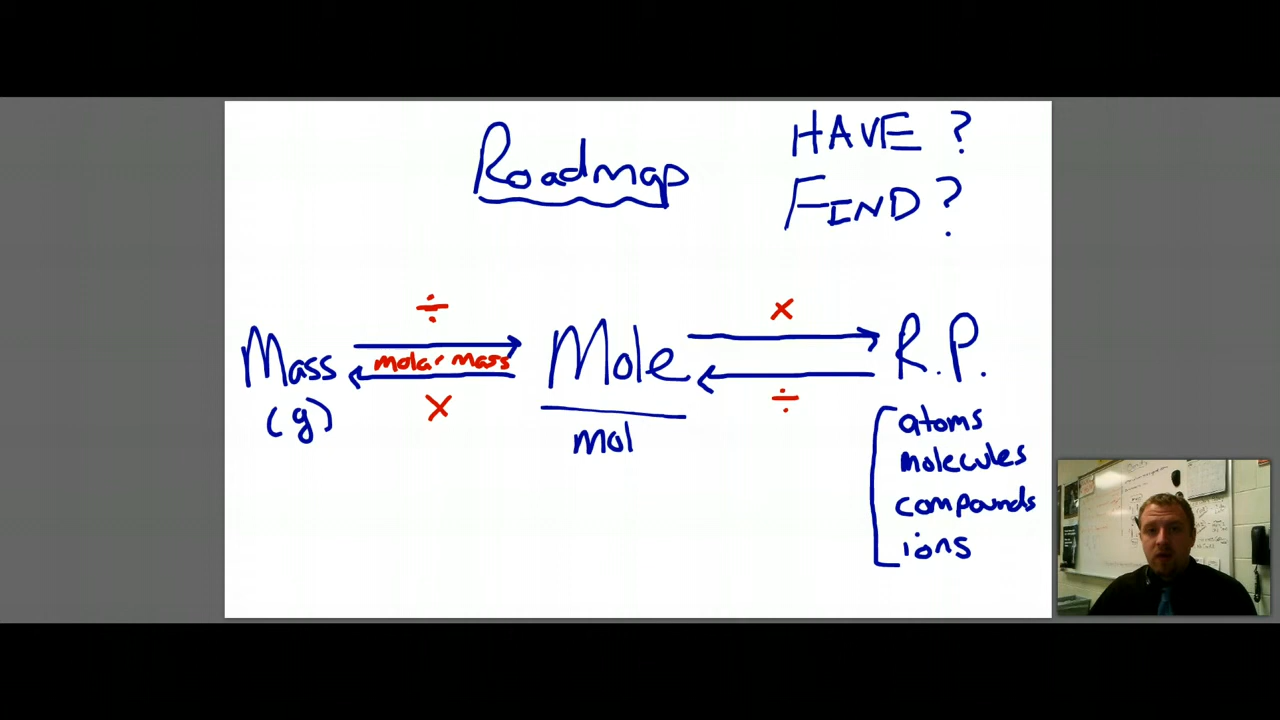 Roadmap
HAVE ?
FIND ?
÷
×
Mass
molar mass
Mole
R.P.
×
÷
(g)
mol
atoms
molecules
compounds
ions